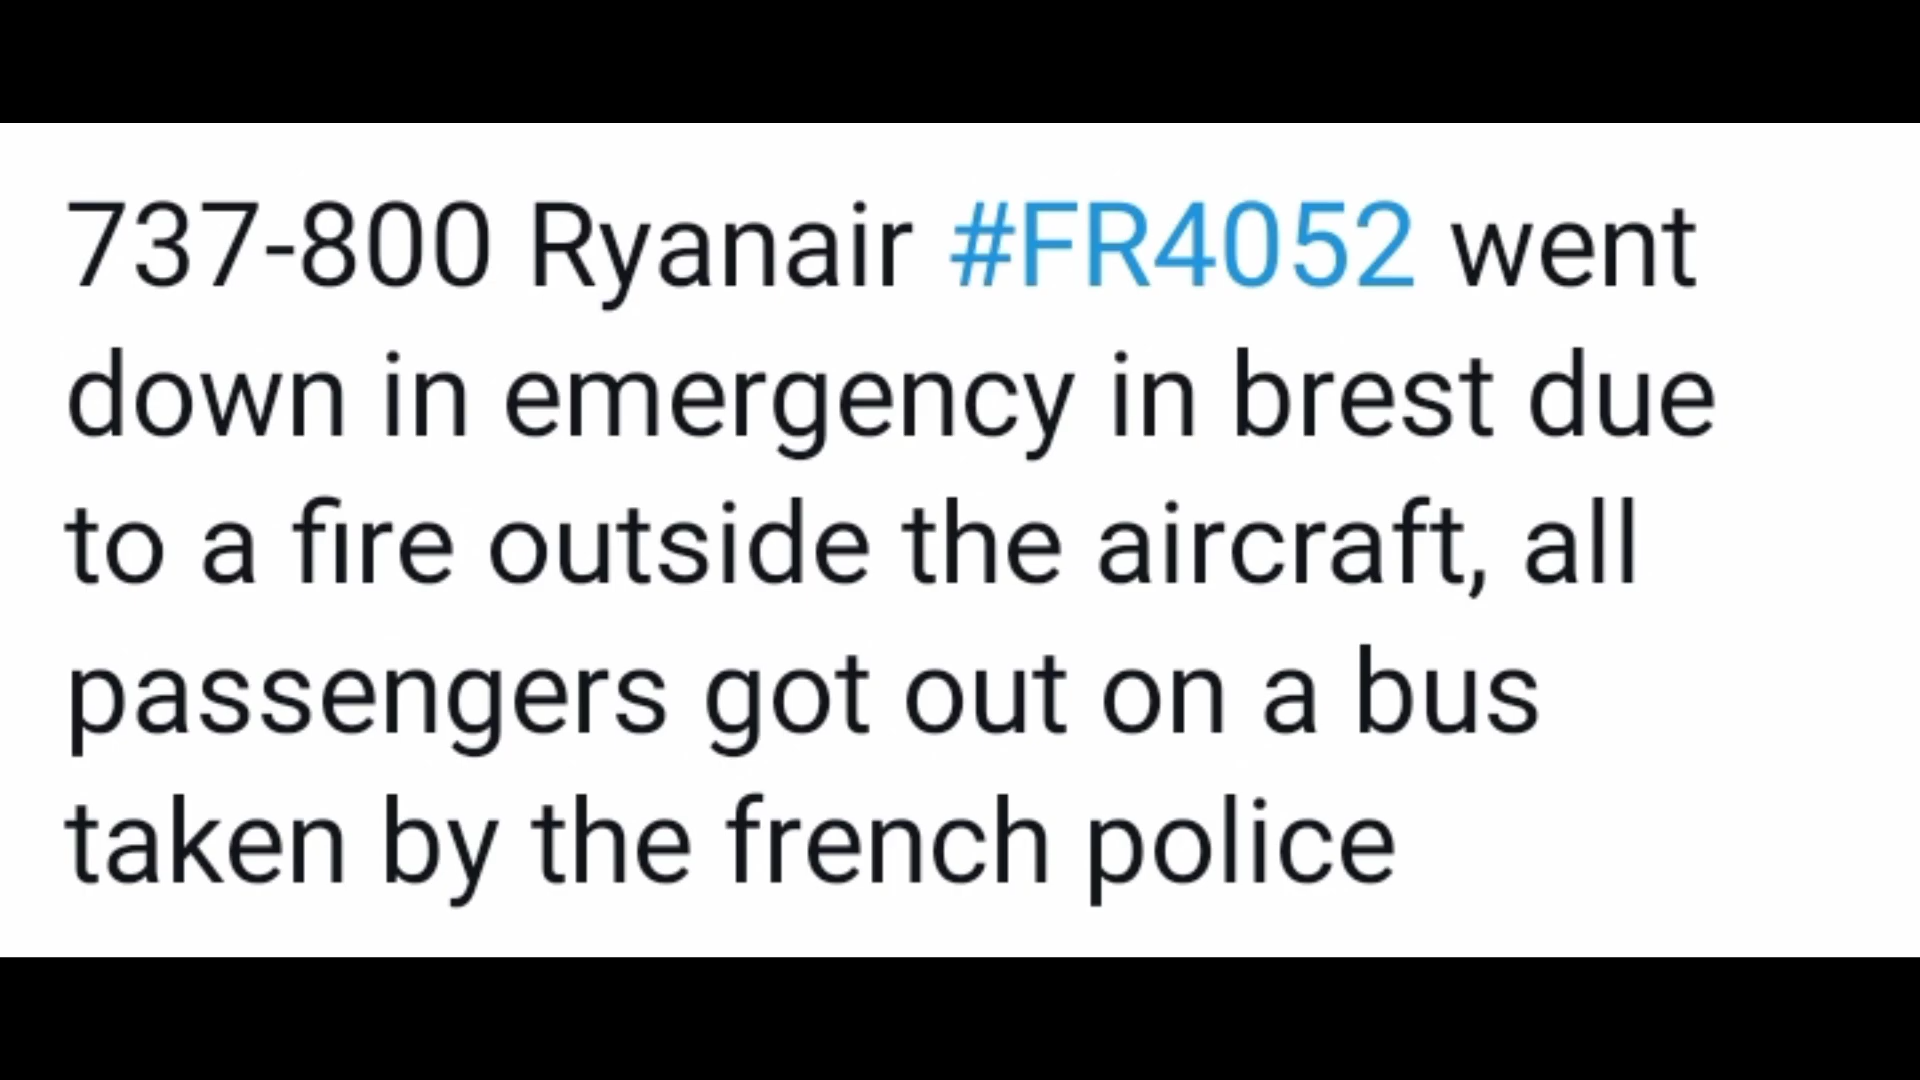 737-800 Ryanair #FR4052 went
down in emergency in brest due
to a fire outside the aircraft, all
passengers got out on a bus
taken by the french police